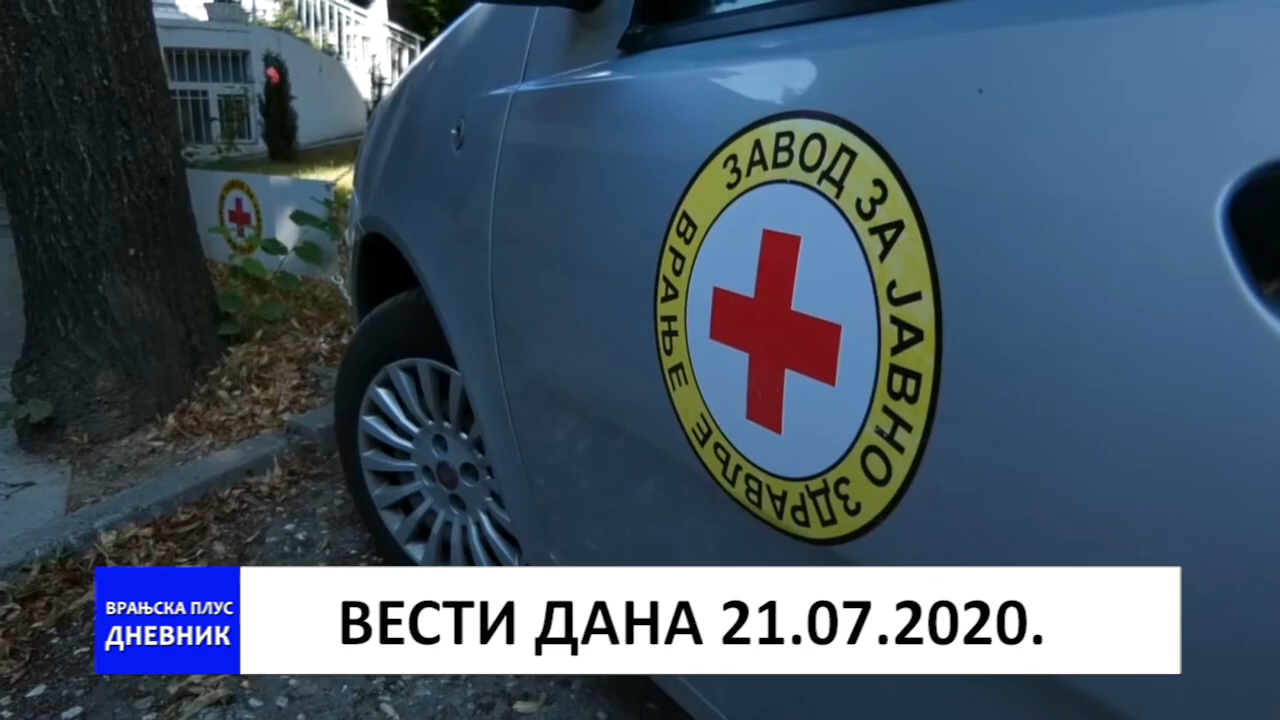 ЗАВОД ЗА ЈАВНО ЗДРАВЉЕ
ВРАЊЕ
ВРАЊСКА ПЛУС
ДНЕВНИК
ВЕСТИ ДАНА 21.07.2020.